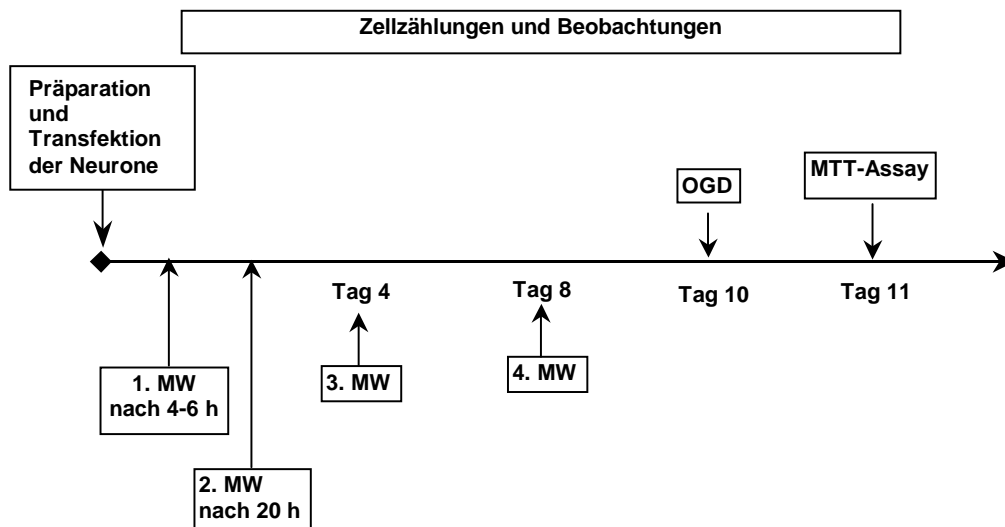 Zellzählungen und Beobachtungen
Präparation
und
Transfektion
der Neurone
OGD
MTT-Assay
Tag 4
Tag 8
Tag 10
Tag 11
1. MW
nach 4-6 h
3. MW
4. MW
2. MW
nach 20 h